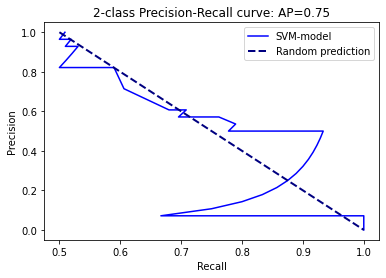 2-class Precision-Recall curve: AP=0.75
SVM-model
Random prediction
Precision
1.0
0.8
0.6
0.4
0.2
0.0
0.5 0.6 0.7 0.8 0.9 1.0
Recall